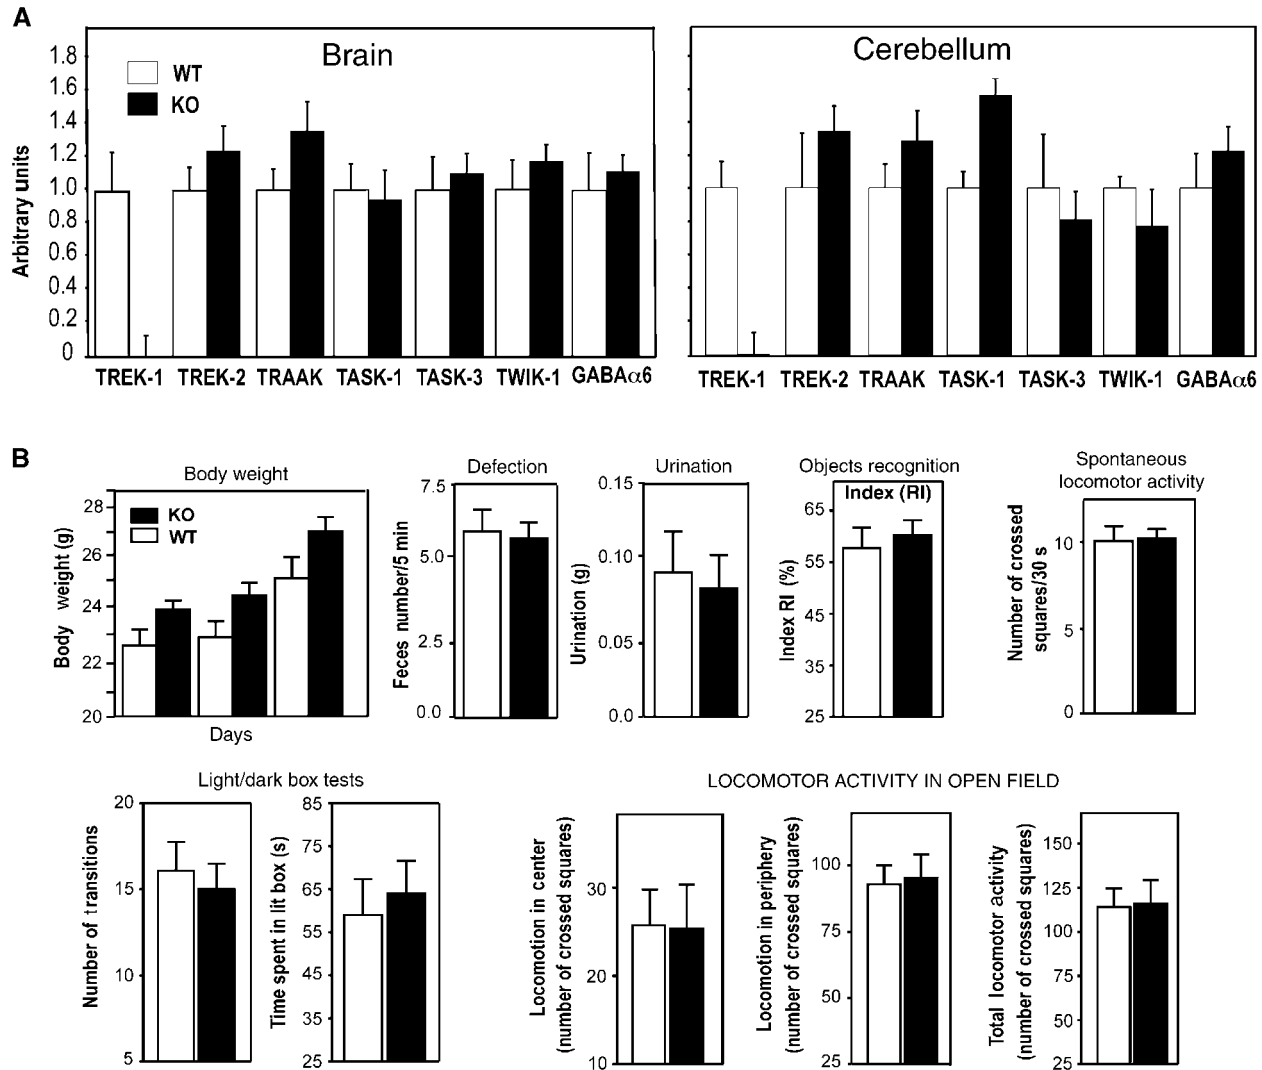 A
Brain
Cerebellum
WT
KO
Arbitrary units
1.8
1.6
1.4
1.2
1.0
0.8
0.6
0.4
0.2
0
TREK-1 TREK-2 TRAAK TASK-1 TASK-3 TWIK-1 GABAα6
TREK-1 TREK-2 TRAAK TASK-1 TASK-3 TWIK-1 GABAα6
B
Body weight
KO
WT
Body weight (g)
28
26
24
22
20
Days
Defection
Feces number/5 min
7.5
5.0
2.5
0.0
Urination
Urination (g)
0.15
0.10
0.05
0.0
Objects recognition
Index (RI)
Index RI (%)
65
55
45
35
25
Spontaneous
locomotor activity
Number of crossed
squares/30 s
10
5
0
Light/dark box tests
Number of transitions
20
15
10
5
Time spent in lit box (s)
85
75
65
55
45
35
25
LOCOMOTOR ACTIVITY IN OPEN FIELD
Locomotion in center
(number of crossed squares)
30
20
10
Locomotion in periphery
(number of crossed squares)
100
75
50
25
Total locomotor activity
(number of crossed squares)
150
125
100
75
50
25